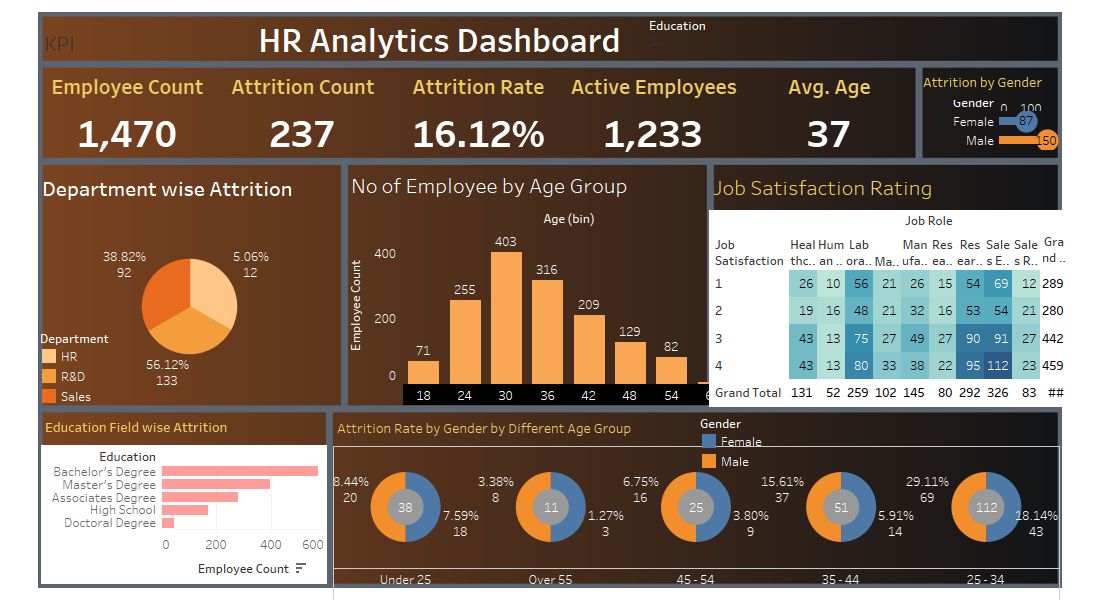 KPI
HR Analytics Dashboard
Education
All
Employee Count
Attrition Count
Attrition Rate
Active Employees
Avg. Age
1,470
237
16.12%
1,233
37
Attrition by Gender
Gender 0 100
Female 87
Male 150
Department wise Attrition
38.82%
92
5.06%
12
56.12%
133
Department
HR
R&D
Sales
No of Employee by Age Group
Age (bin)
Employee Count
400
200
0
71
255
403
316
209
129
82
18 24 30 36 42 48 54 6
Job Satisfaction Rating
Job Role
Job Heal Hum Lab Man Res Res Sale Sale Gra
Satisfaction thc.. an .. ora.. Ma.. ufa.. ea.. ear.. s E.. s R.. nd ..
1 26 10 56 21 26 15 54 69 12 289
2 19 16 48 21 32 16 53 54 21 280
3 43 13 75 27 49 27 90 91 27 442
4 43 13 80 33 38 22 95 112 23 459
Grand Total 131 52 259 102 145 80 292 326 83 ##
Education Field wise Attrition
Education
Bachelor's Degree
Master's Degree
Associates Degree
High School
Doctoral Degree
0 200 400 600
Employee Count
Attrition Rate by Gender by Different Age Group
Gender
Female
Male
8.44%
20
38
7.59%
18
Under 25
3.38%
8
11
1.27%
3
Over 55
6.75%
16
25
3.80%
9
45 - 54
15.61%
37
51
5.91%
14
35 - 44
29.11%
69
112
18.14%
43
25 - 34